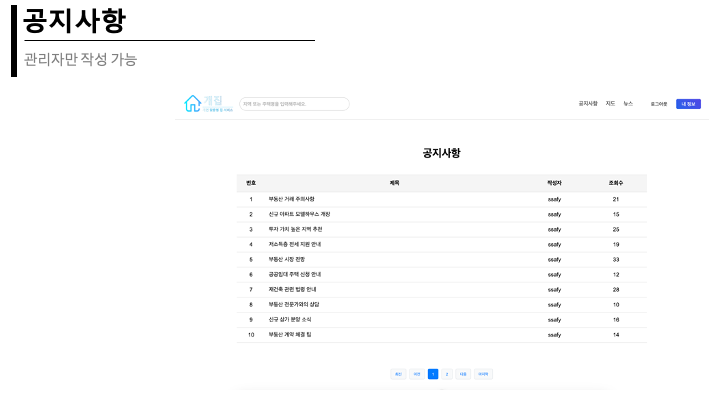 공지사항
관리자만 작성 가능
개집
지역 또는 주택명을 입력해주세요.
공지사항 지도 뉴스 로그아웃 내 정보
공지사항
번호 제목 작성자 조회수
1 부동산 거래 주의사항 ssafy 21
2 신규 아파트 모델하우스 개장 ssafy 15
3 투자 가치 높은 지역 추천 ssafy 25
4 저소득층 전세 지원 안내 ssafy 19
5 부동산 시장 전망 ssafy 33
6 공공임대 주택 신청 안내 ssafy 12
7 재건축 관련 법령 안내 ssafy 28
8 부동산 전문가와의 상담 ssafy 10
9 신규 상가 분양 소식 ssafy 16
10 부동산 계약 체결 팁 ssafy 14
최신 이전 1 2 다음 마지막